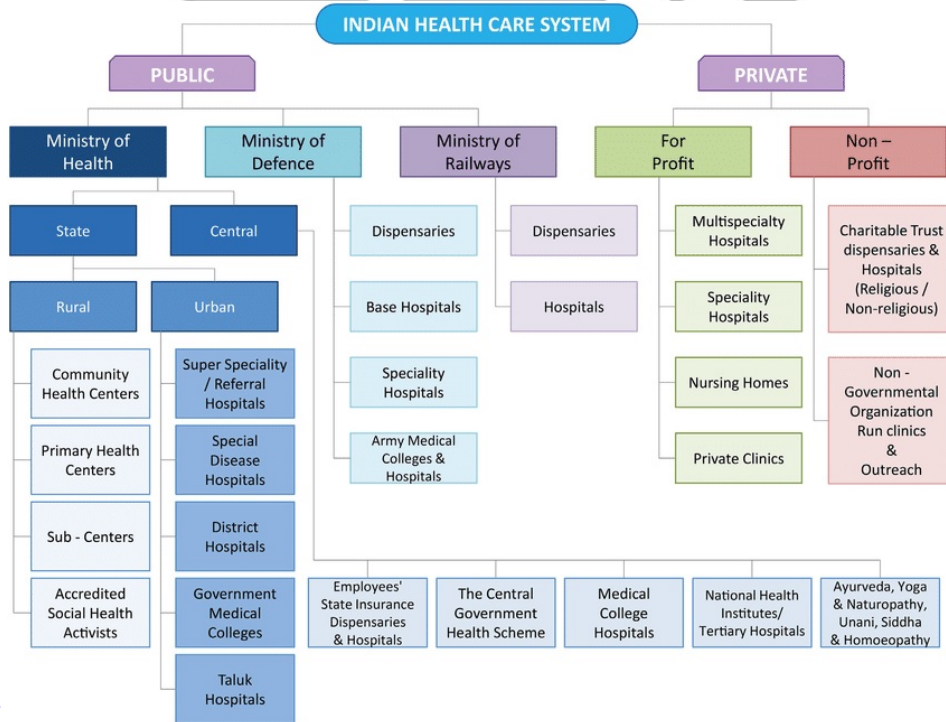 INDIAN HEALTH CARE SYSTEM
PUBLIC
PRIVATE
Ministry of
Health
Ministry of
Defence
Ministry of
Railways
For
Profit
Non –
Profit
State
Central
Rural
Urban
Community
Health Centers
Primary Health
Centers
Sub - Centers
Accredited
Social Health
Activists
Super Speciality
/ Referral
Hospitals
Special
Disease
Hospitals
District
Hospitals
Government
Medical
Colleges
Taluk
Hospitals
Dispensaries
Base Hospitals
Speciality
Hospitals
Army Medical
Colleges &
Hospitals
Dispensaries
Hospitals
Multispecialty
Hospitals
Speciality
Hospitals
Nursing Homes
Private Clinics
Charitable Trust
dispensaries &
Hospitals
(Religious /
Non-religious)
Non -
Governmental
Organization
Run clinics
&
Outreach
Employees'
State Insurance
Dispensaries
& Hospitals
The Central
Government
Health Scheme
Medical
College
Hospitals
National Health
Institutes/
Tertiary Hospitals
Ayurveda, Yoga
& Naturopathy,
Unani, Siddha
& Homoeopathy